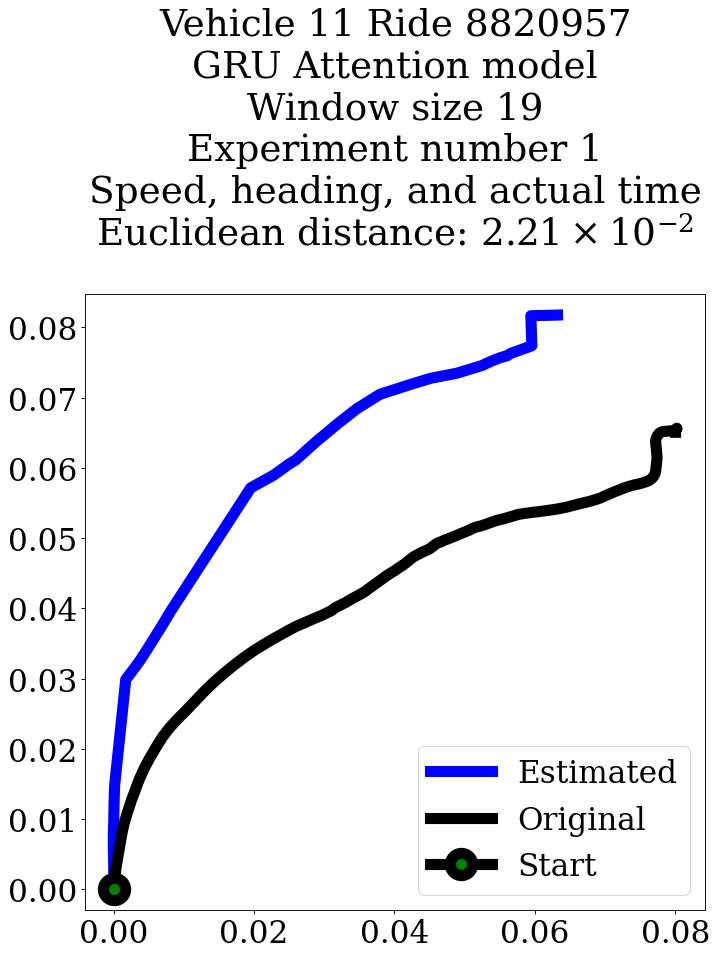 Vehicle 11 Ride 8820957
GRU Attention model
Window size 19
Experiment number 1
Speed, heading, and actual time
Euclidean distance: 2.21 × 10⁻²
0.08
0.07
0.06
0.05
0.04
0.03
0.02
0.01
0.00
Estimated
Original
Start
0.00 0.02 0.04 0.06 0.08